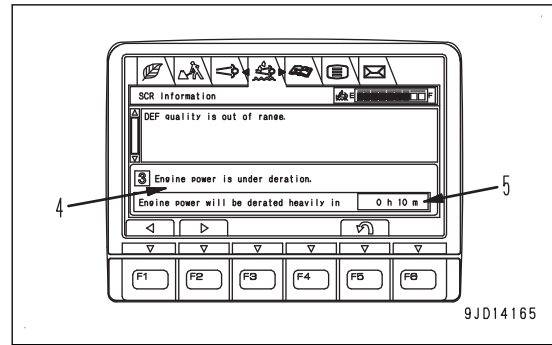 SCR Information
SCR E F
DEF quality is out of range.
3 Engine power is under deration.
4
5
Engine power will be derated heavily in 0 h 10 m
F1 F2 F3 F4 F5 F6
9JD14165